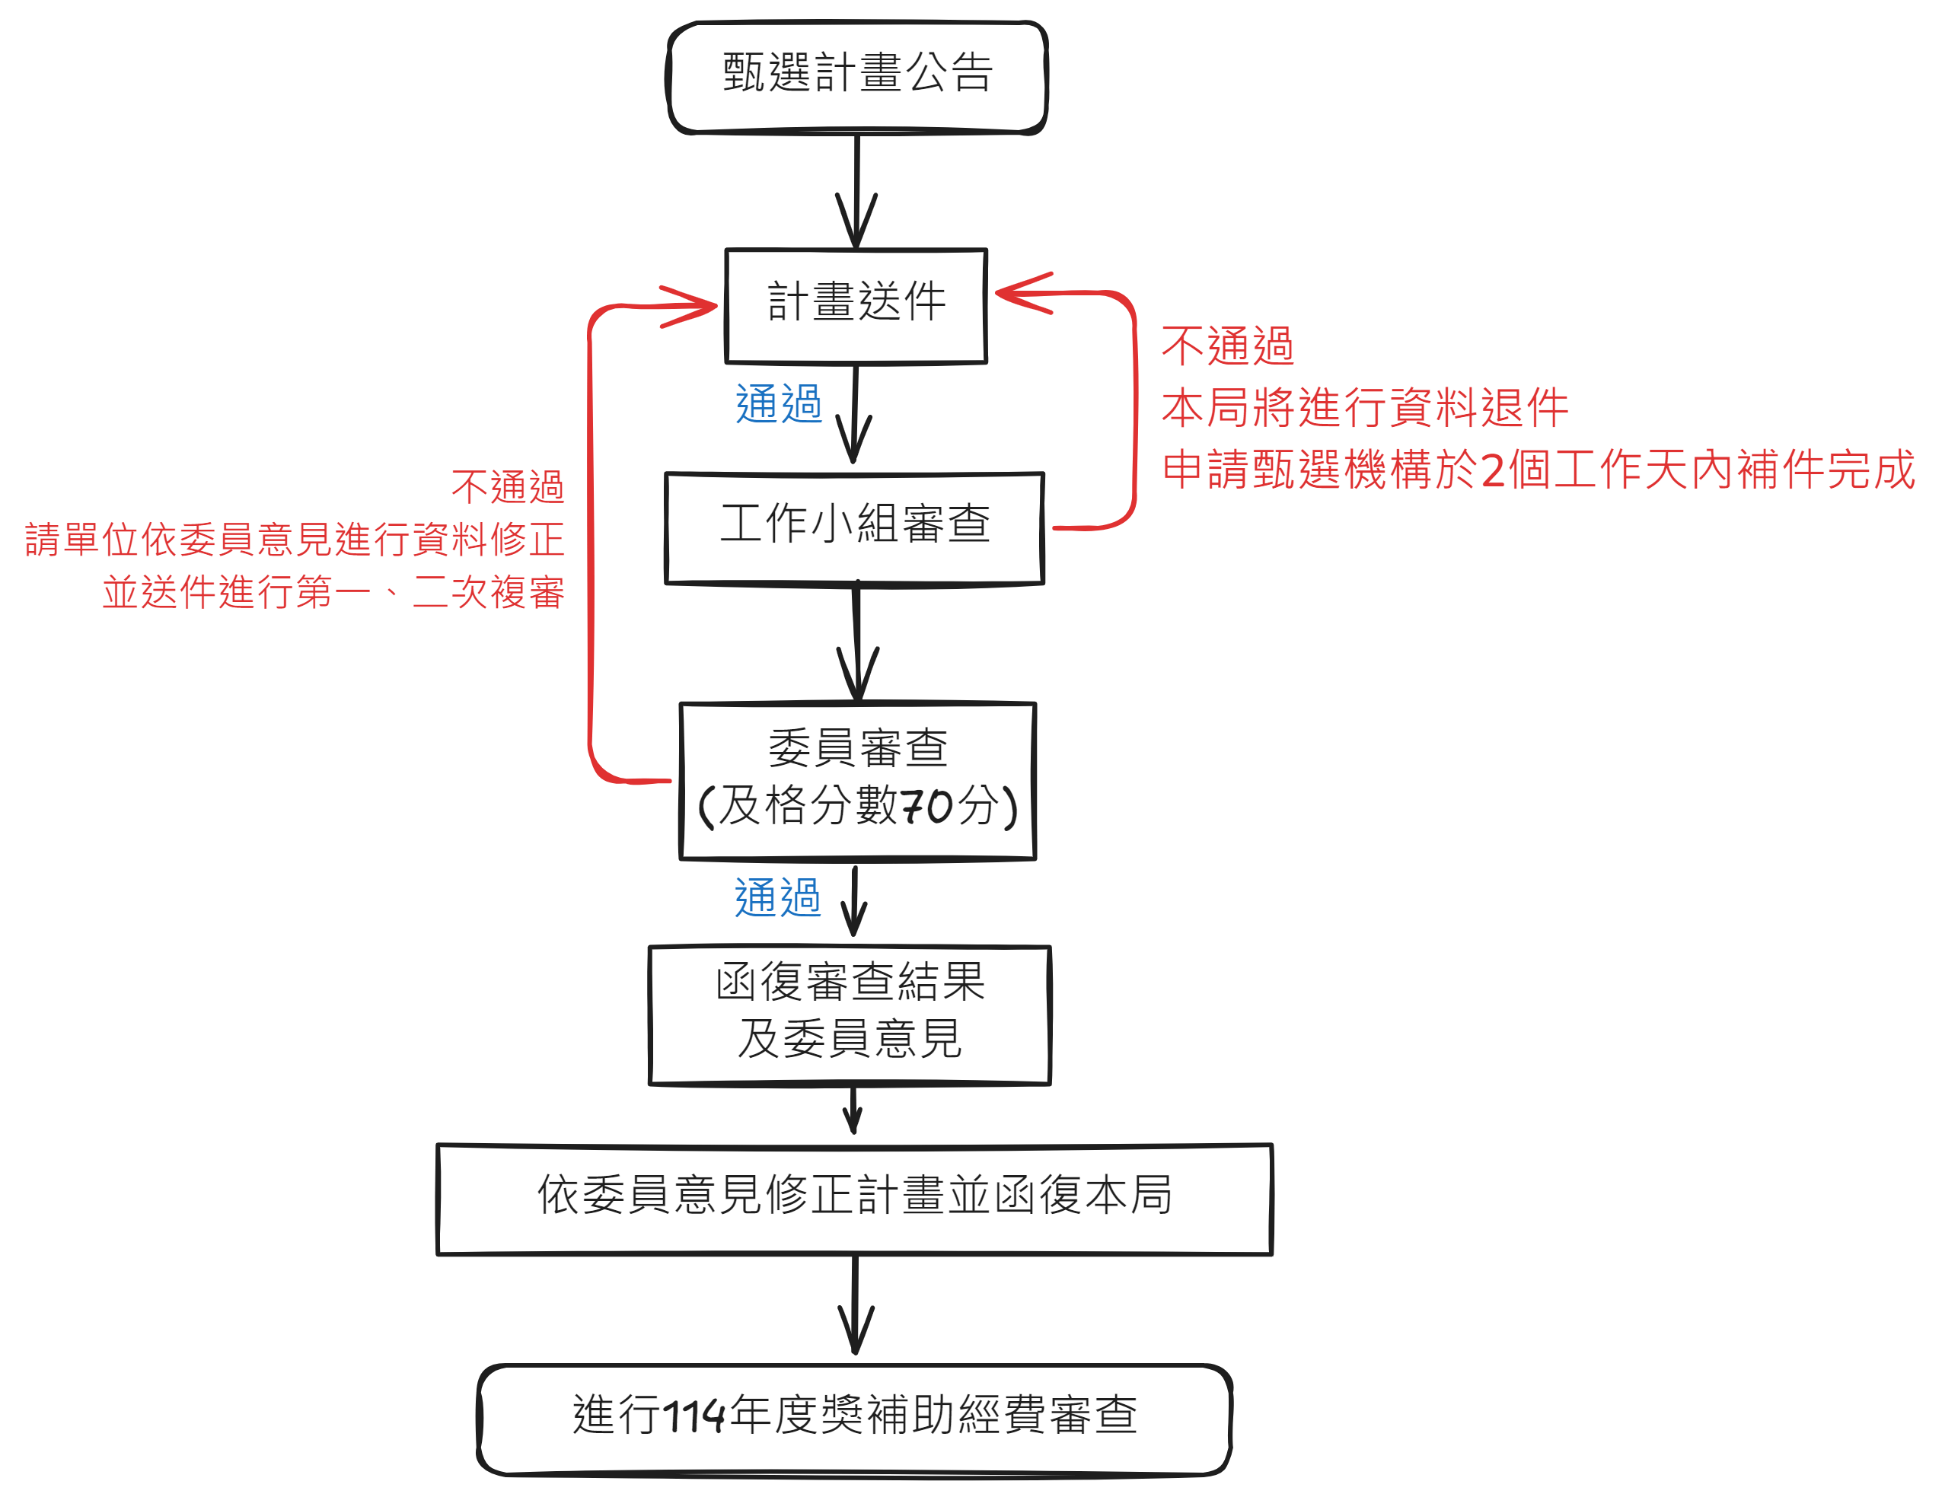 甄選計畫公告
計畫送件
不通過
本局將進行資料退件
申請甄選機構於2個工作天內補件完成
通過
不通過
請單位依委員意見進行資料修正
並送件進行第一、二次複審
工作小組審查
委員審查
(及格分數70分)
通過
函復審查結果
及委員意見
依委員意見修正計畫並函復本局
進行114年度獎補助經費審查